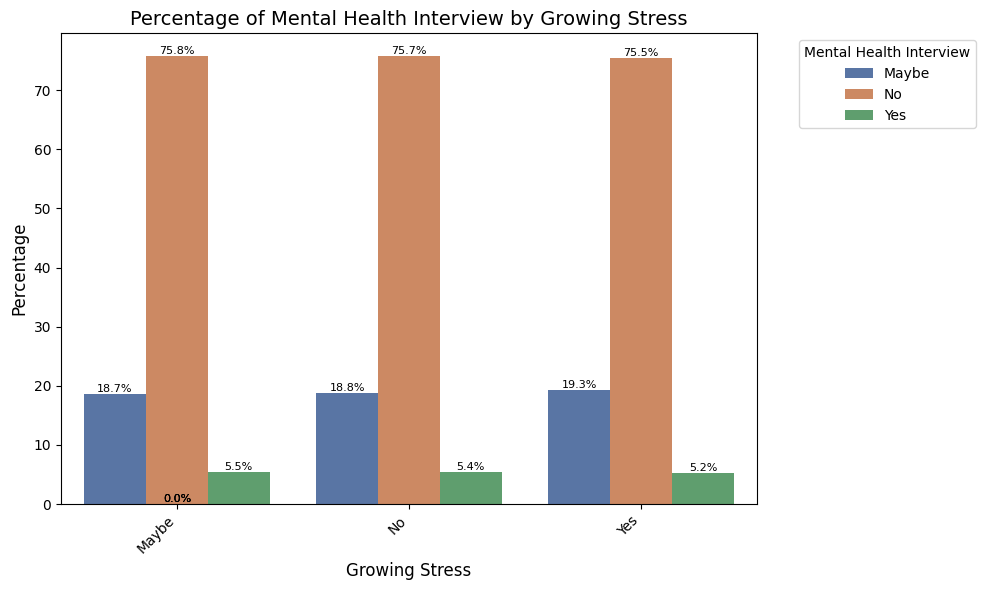 Percentage of Mental Health Interview by Growing Stress
Mental Health Interview
Maybe
No
Yes
Percentage
70
60
50
40
30
20
10
0
75.8%
75.7%
75.5%
18.7%
18.8%
19.3%
5.5%
5.4%
5.2%
0.0%
Maybe
No
Yes
Growing Stress